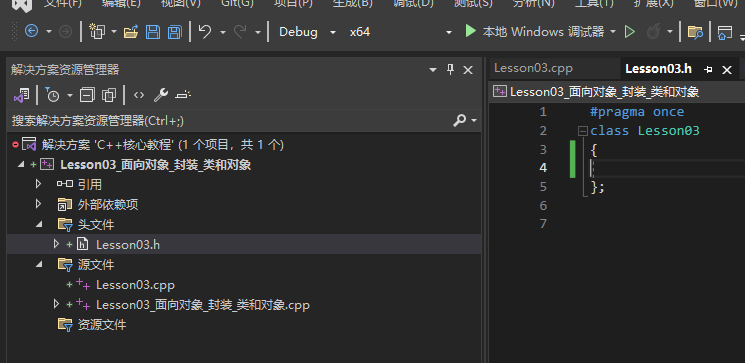 文件(F) 编辑(E) 视图(V) Git(G) 项目(P) 生成(B) 调试(D) 测试(S) 分析(N) 工具(T) 扩展(X) 窗口(W)
Debug x64 本地 Windows 调试器
解决方案资源管理器
搜索解决方案资源管理器(Ctrl+;)
解决方案 'C++核心教程' (1 个项目，共 1 个)
Lesson03_面向对象_封装_类和对象
引用
外部依赖项
头文件
Lesson03.h
源文件
Lesson03.cpp
Lesson03_面向对象_封装_类和对象.cpp
资源文件
Lesson03.cpp Lesson03.h
Lesson03_面向对象_封装_类和对象
1 #pragma once
2 class Lesson03
3 {
4
5 };
6
7